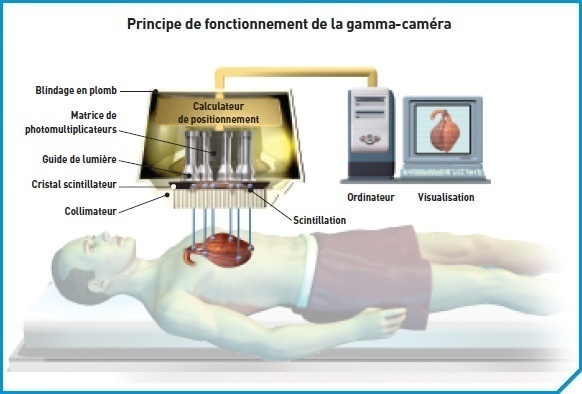 Principe de fonctionnement de la gamma-caméra
Blindage en plomb
Calculateur
de positionnement
Matrice de
photomultiplicateurs
Guide de lumière
Cristal scintillateur
Collimateur
Scintillation
Ordinateur
Visualisation